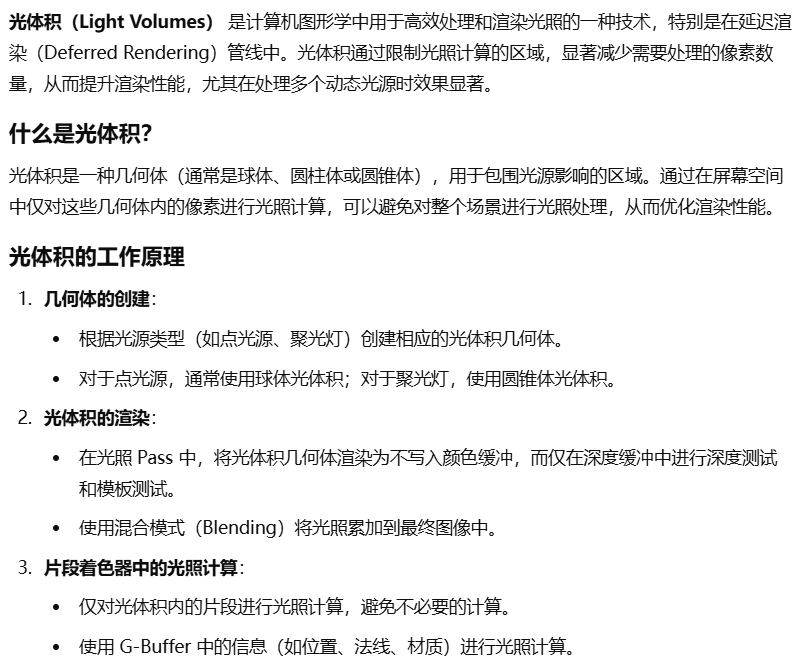 光体积（Light Volumes） 是计算机图形学中用于高效处理和渲染光照的一种技术，特别是在延迟渲
染（Deferred Rendering）管线中。光体积通过限制光照计算的区域，显著减少需要处理的像素数
量，从而提升渲染性能，尤其在处理多个动态光源时效果显著。
什么是光体积？
光体积是一种几何体（通常是球体、圆柱体或圆锥体），用于包围光源影响的区域。通过在屏幕空间
中仅对这些几何体内的像素进行光照计算，可以避免对整个场景进行光照处理，从而优化渲染性能。
光体积的工作原理
1. 几何体的创建：
• 根据光源类型（如点光源、聚光灯）创建相应的光体积几何体。
• 对于点光源，通常使用球体光体积；对于聚光灯，使用圆锥体光体积。
2. 光体积的渲染：
• 在光照 Pass 中，将光体积几何体渲染为不写入颜色缓冲，而仅在深度缓冲中进行深度测试
和模板测试。
• 使用混合模式（Blending）将光照累加到最终图像中。
3. 片段着色器中的光照计算：
• 仅对光体积内的片段进行光照计算，避免不必要的计算。
• 使用 G-Buffer 中的信息（如位置、法线、材质）进行光照计算。